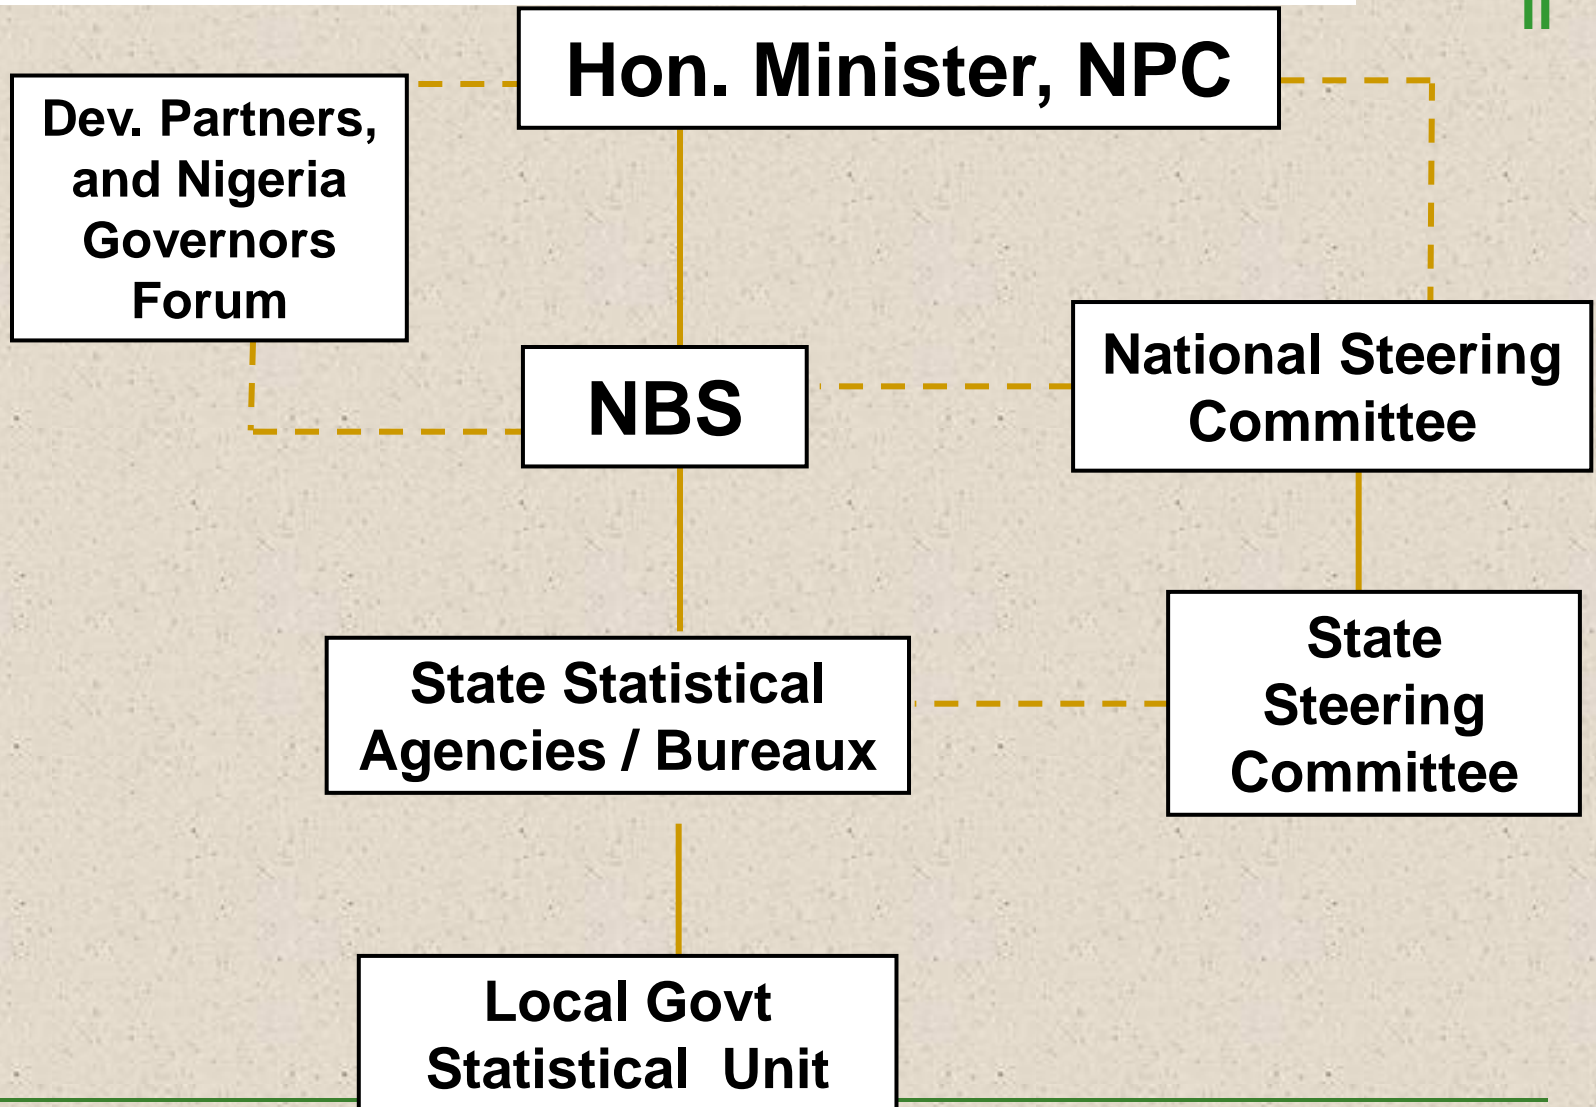 Hon. Minister, NPC
Dev. Partners,
and Nigeria
Governors
Forum
NBS
National Steering
Committee
State Statistical
Agencies / Bureaux
State
Steering
Committee
Local Govt
Statistical Unit